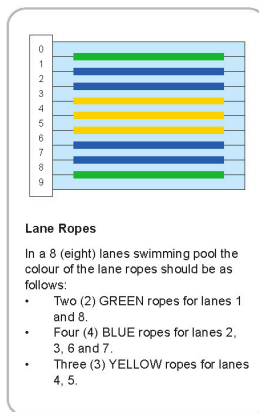 0
1
2
3
4
5
6
7
8
9
Lane Ropes
In a 8 (eight) lanes swimming pool the
colour of the lane ropes should be as
follows:
• Two (2) GREEN ropes for lanes 1
and 8.
• Four (4) BLUE ropes for lanes 2,
3, 6 and 7.
• Three (3) YELLOW ropes for lanes
4, 5.